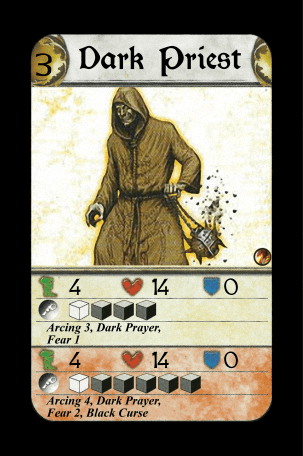 3 Dark Priest
4 14 0
Arcing 3, Dark Prayer,
Fear 1
4 14 0
Arcing 4, Dark Prayer,
Fear 2, Black Curse